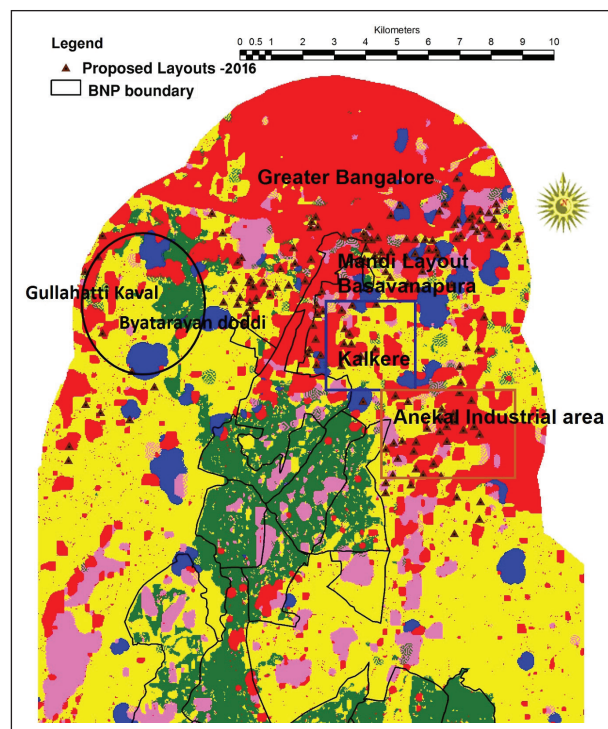 Kilometers
Legend
0 0.5 1 2 3 4 5 6 7 8 9 10
Proposed Layouts -2016
BNP boundary
Greater Bangalore
Mandi Layout
Basavanapura
Gullahatti Kaval
Byatarayan doddi
Kalkere
Anekal Industrial area